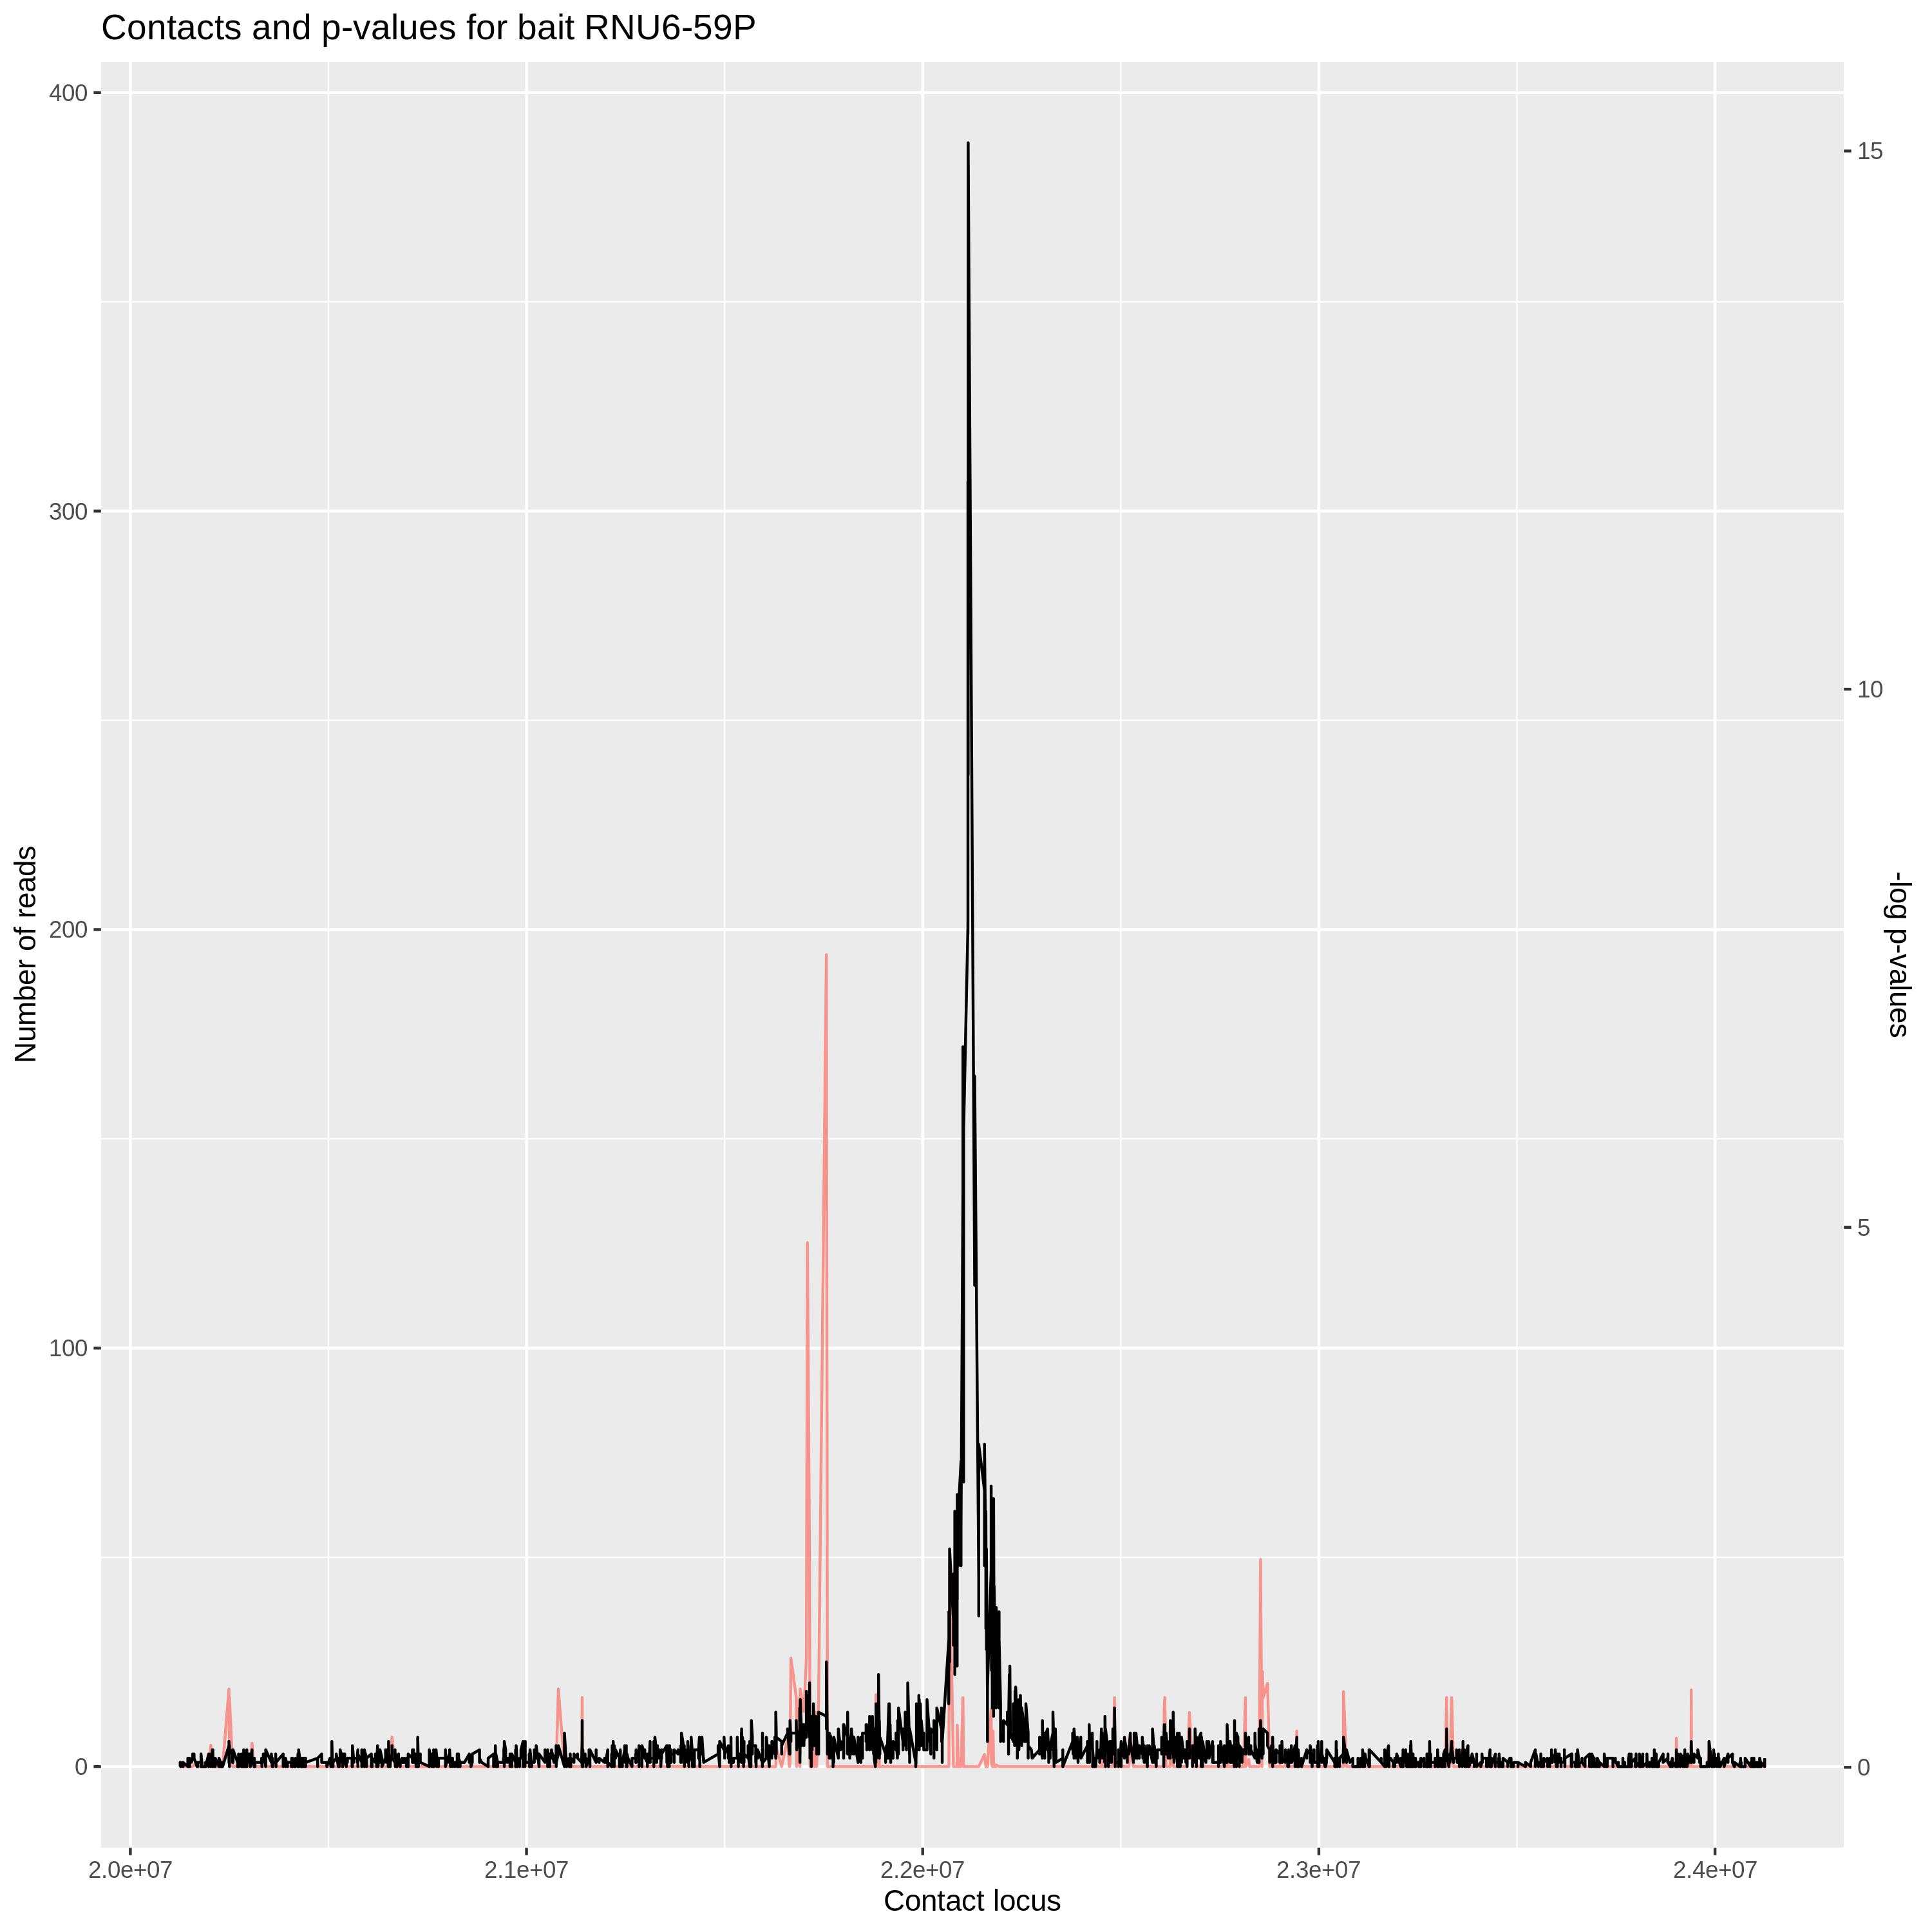 Contacts and p-values for bait RNU6-59P
400
300
200
100
0
Number of reads
15
10
5
0
-log p-values
2.0e+07
2.1e+07
2.2e+07
2.3e+07
2.4e+07
Contact locus